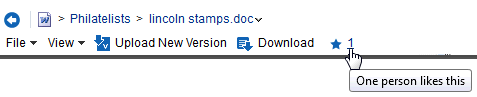 > Philatelists > lincoln stamps.doc
File View Upload New Version Download 1
One person likes this